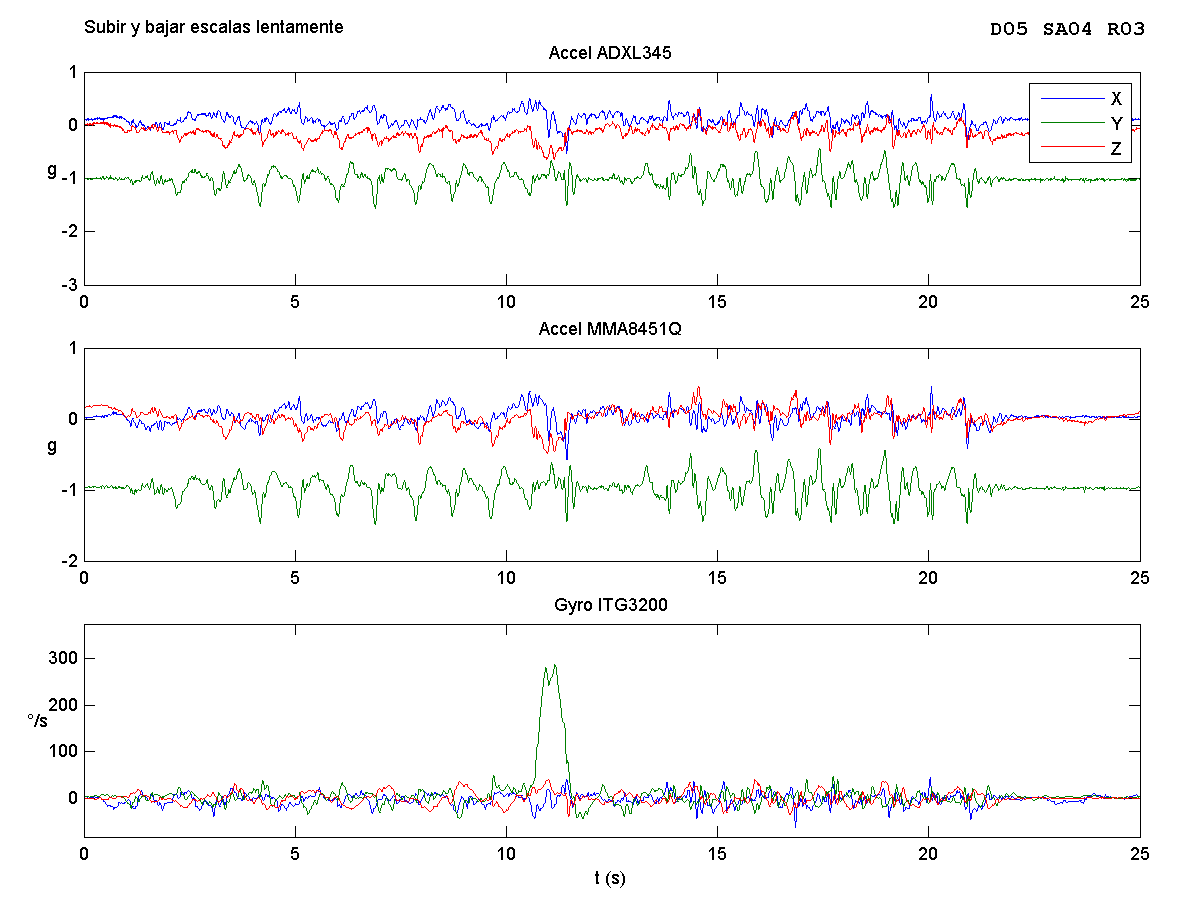 Subir y bajar escalas lentamente
D05 SA04 R03
Accel ADXL345
1
0
-1
-2
-3
g
X
Y
Z
0 5 10 15 20 25
Accel MMA8451Q
1
0
-1
-2
g
0 5 10 15 20 25
Gyro ITG3200
300
200
100
0
°/s
0 5 10 15 20 25
t (s)